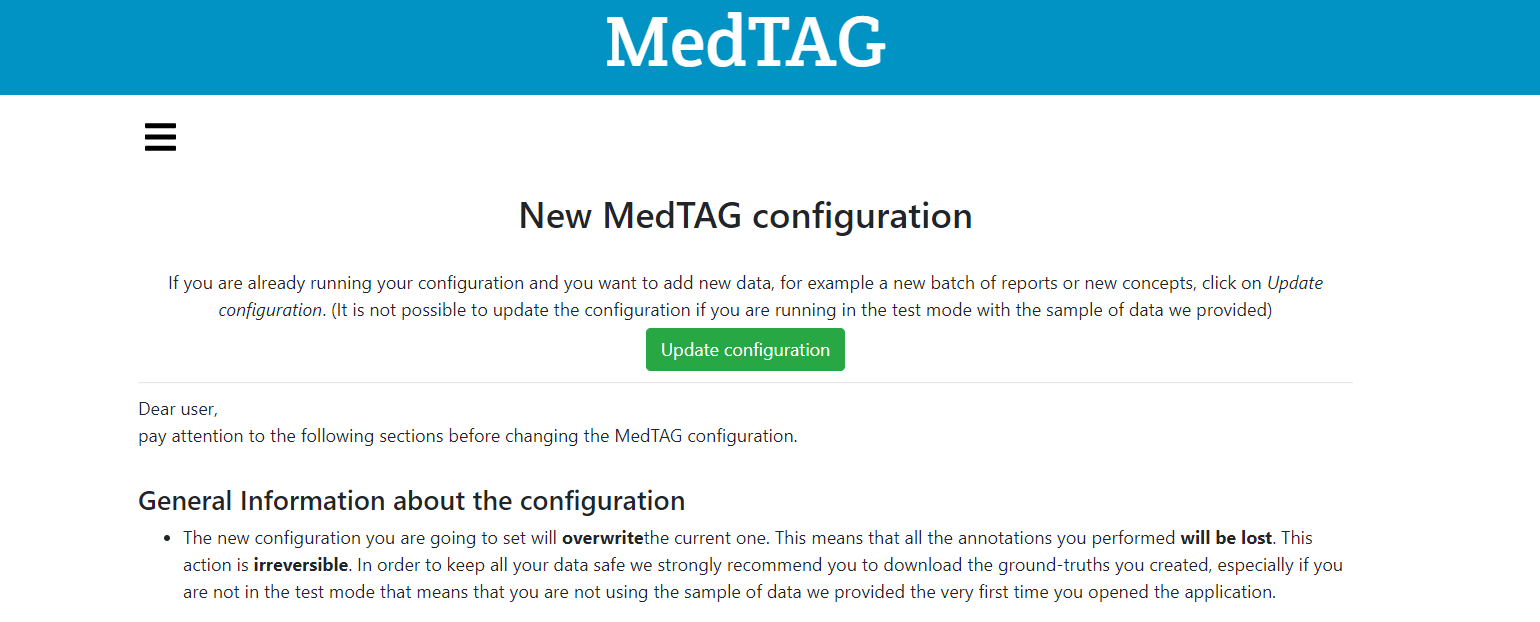 MedTAG
New MedTAG configuration
If you are already running your configuration and you want to add new data, for example a new batch of reports or new concepts, click on Update
configuration. (It is not possible to update the configuration if you are running in the test mode with the sample of data we provided)
Update configuration
Dear user,
pay attention to the following sections before changing the MedTAG configuration.
General Information about the configuration
• The new configuration you are going to set will overwritethe current one. This means that all the annotations you performed will be lost. This
action is irreversible. In order to keep all your data safe we strongly recommend you to download the ground-truths you created, especially if you
are not in the test mode that means that you are not using the sample of data we provided the very first time you opened the application.